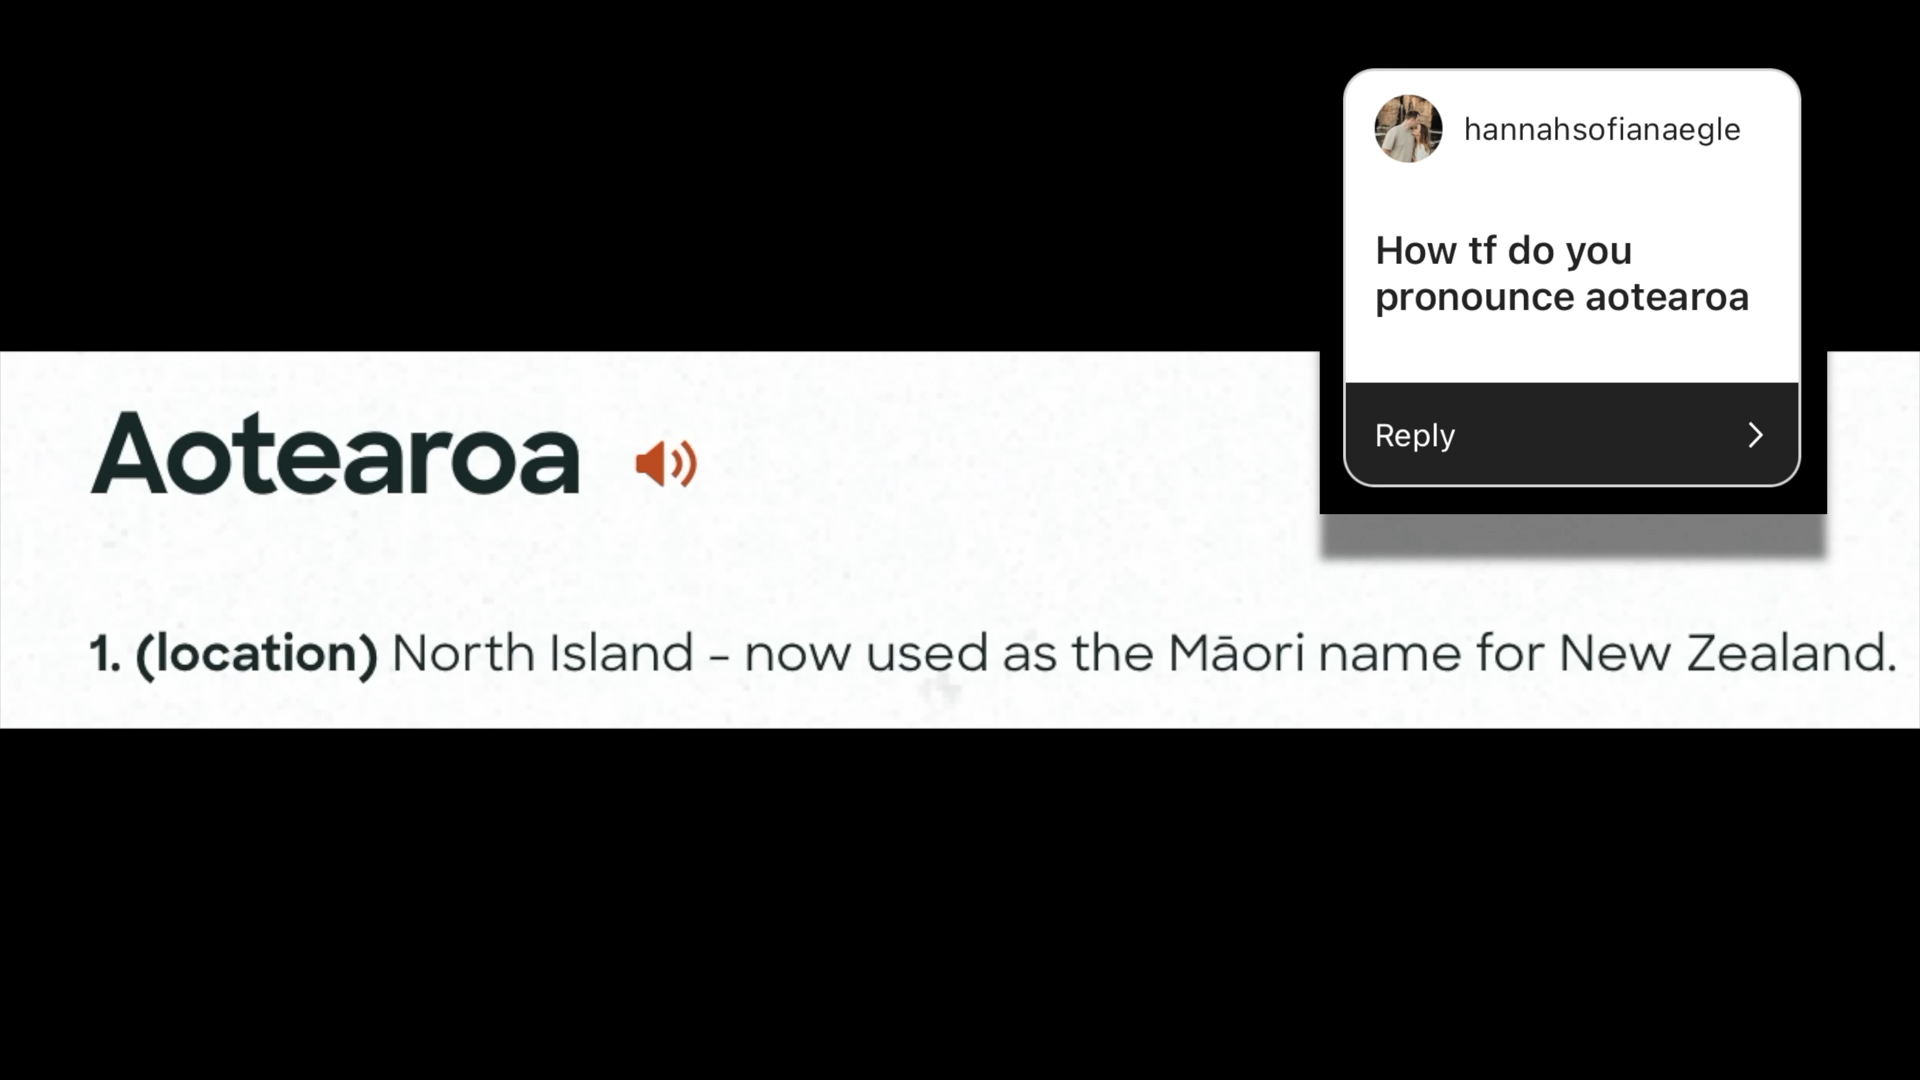 hannahsofianaegle
How tf do you
pronounce aotearoa
Reply
Aotearoa
1. (location) North Island – now used as the Māori name for New Zealand.